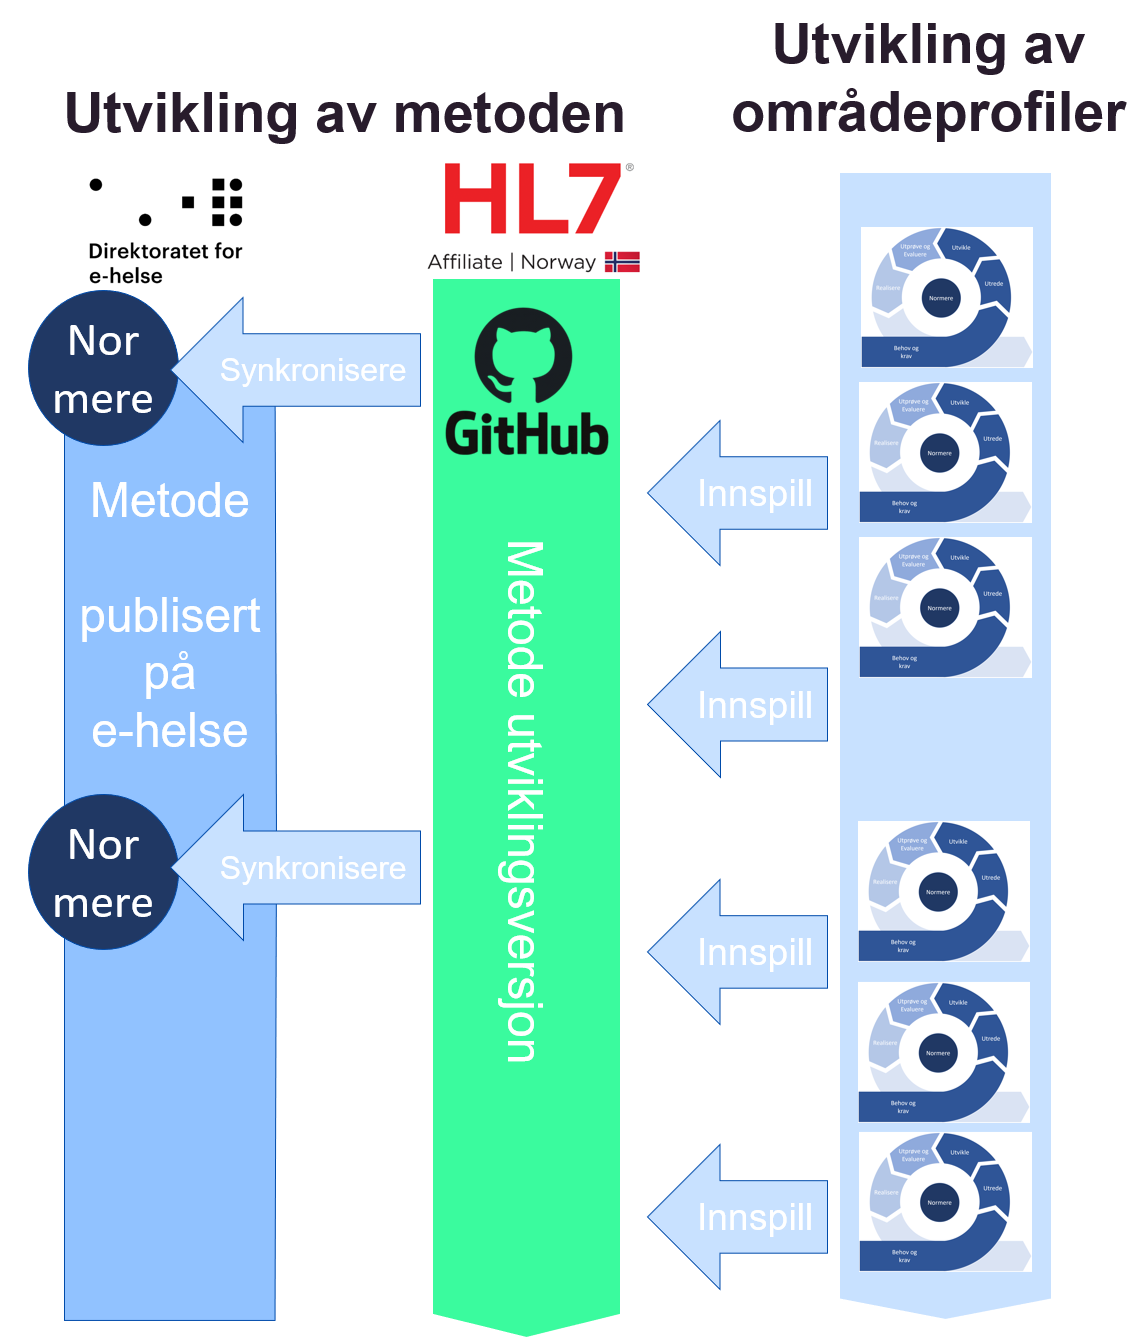 Utvikling av metoden
Utvikling av
områdeprofiler
Direktoratet for
e-helse
HL7®
Affiliate | Norway
Nor
mere
Synkronisere
GitHub
Metode
publisert
på
e-helse
Nor
mere
Synkronisere
Metode utviklingsversjon
Innspill
Innspill
Innspill
Innspill
Utprøve og
Evaluere
Utvikle
Utrede
Realisere
Normere
Behov og
krav
Utprøve og
Evaluere
Utvikle
Utrede
Realisere
Normere
Behov og
krav
Utprøve og
Evaluere
Utvikle
Utrede
Realisere
Normere
Behov og
krav
Utprøve og
Evaluere
Utvikle
Utrede
Realisere
Normere
Behov og
krav
Utprøve og
Evaluere
Utvikle
Utrede
Realisere
Normere
Behov og
krav
Utprøve og
Evaluere
Utvikle
Utrede
Realisere
Normere
Behov og
krav